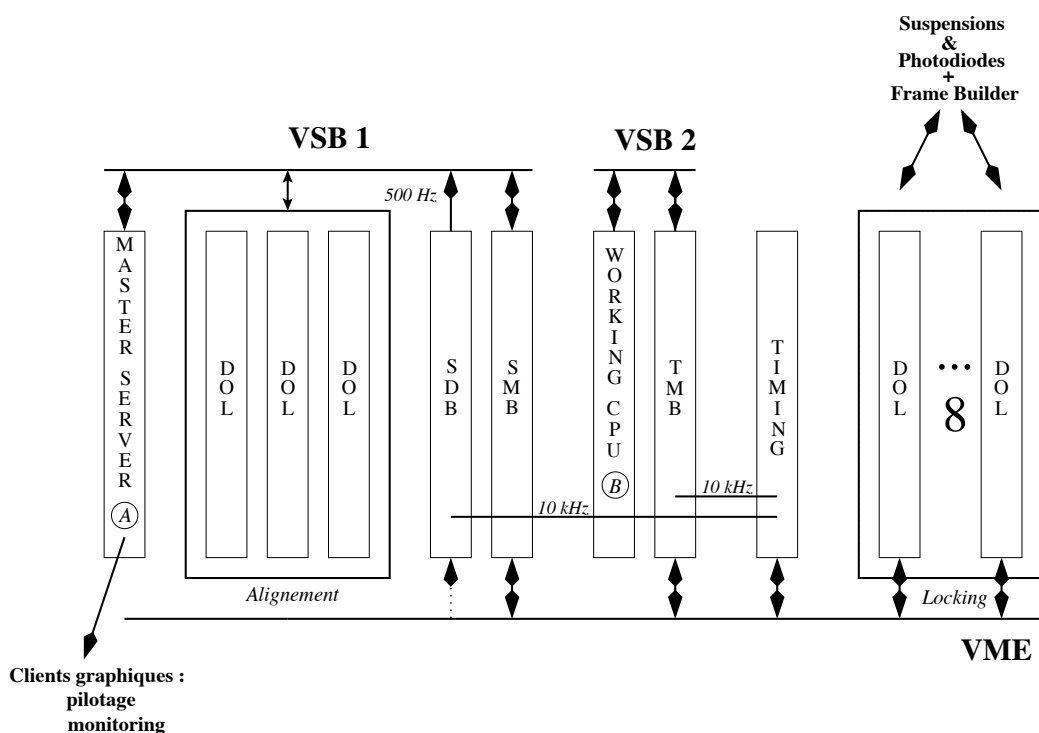 Suspensions
&
Photodiodes
+
Frame Builder
VSB 1
VSB 2
500 Hz
MASTER SERVER
A
DOL
DOL
DOL
SDB
SMB
WORKING CPU
B
TMB
TIMING
DOL
...
8
DOL
10 kHz
10 kHz
Alignement
Locking
VME
Clients graphiques :
pilotage
monitoring